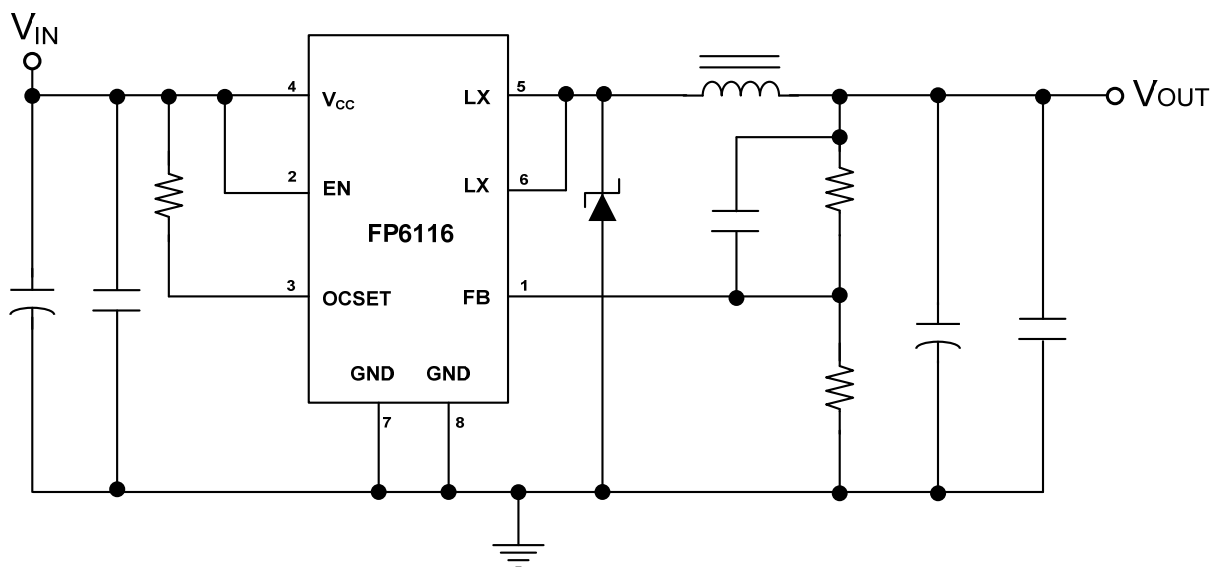 VIN
4 VCC LX 5
VOUT
2 EN LX 6
FP6116
3 OCSET FB 1
GND GND
7 8